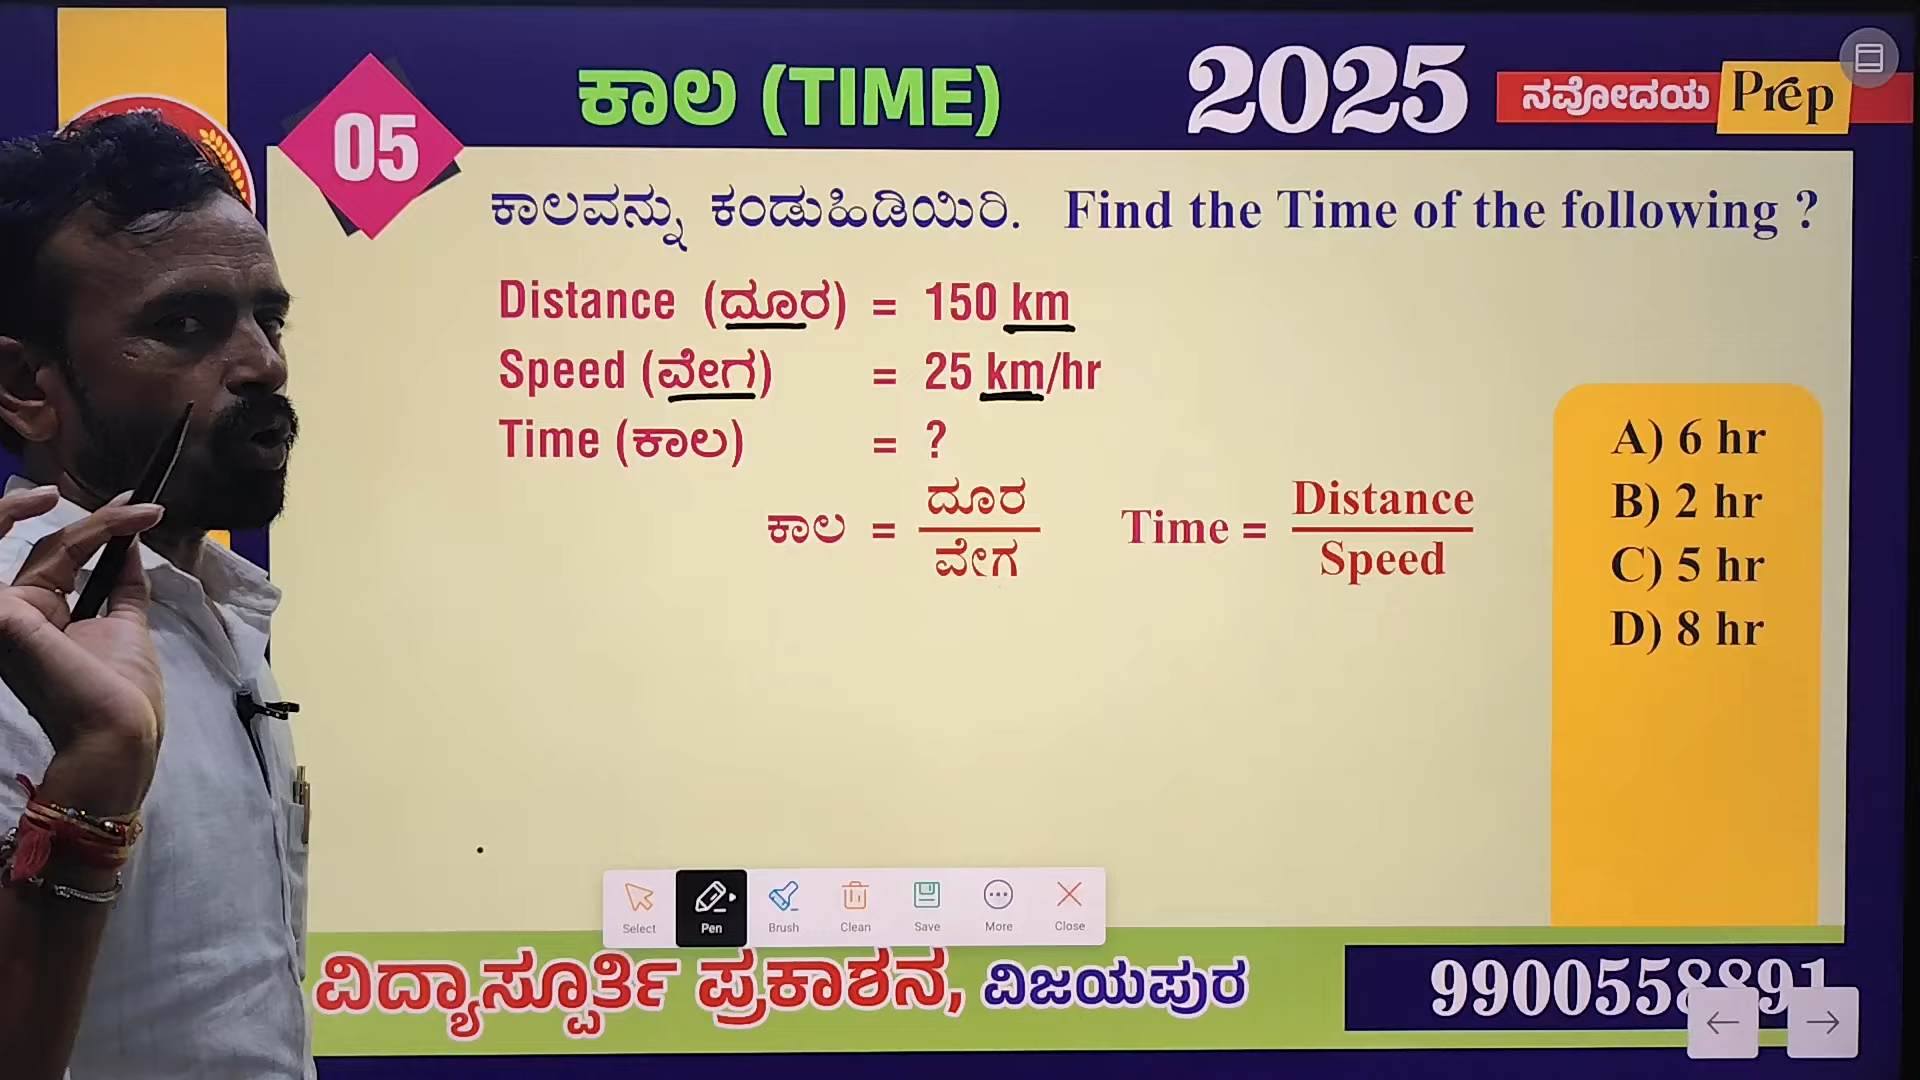 05
ಕಾಲ (TIME)
2025
ನವೋದಯ Prep
ಕಾಲವನ್ನು ಕಂಡುಹಿಡಿಯಿರಿ. Find the Time of the following ?
Distance (ದೂರ) = 150 km
Speed (ವೇಗ) = 25 km/hr
Time (ಕಾಲ) = ?
ಕಾಲ = ದೂರ / ವೇಗ Time = Distance / Speed
A) 6 hr
B) 2 hr
C) 5 hr
D) 8 hr
Select Pen Brush Clean Save More Close
ವಿದ್ಯಾಸ್ಪೂರ್ತಿ ಪ್ರಕಾಶನ, ವಿಜಯಪುರ
9900558891